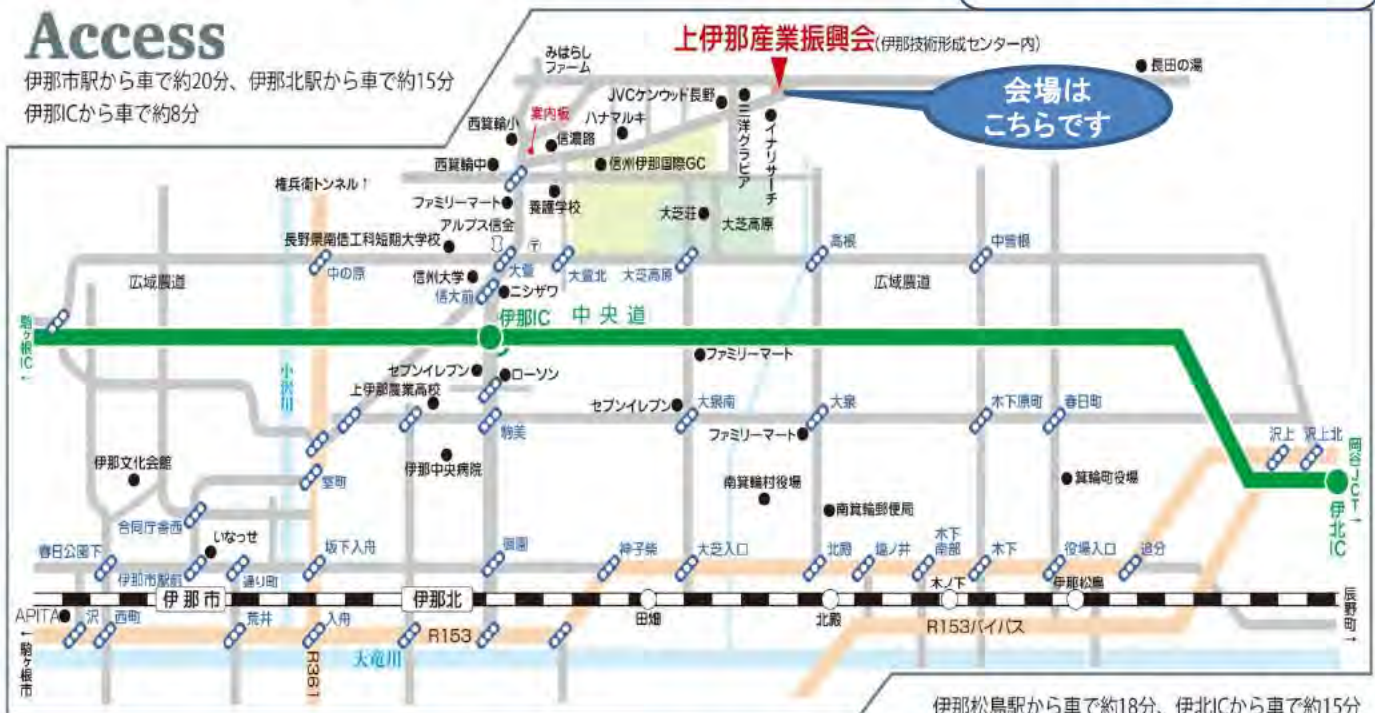 Access
伊那市駅から車で約20分、伊那北駅から車で約15分
伊那ICから車で約8分
上伊那産業振興会(伊那技術形成センター内)
会場は
こちらです
みはらし
ファーム
長田の湯
JVCケンウッド長野
三洋グラビア
イナリサーチ
ハナマルキ
案内板
信濃路
西箕輪小
西箕輪中
信州伊那国際GC
権兵衛トンネル↑
ファミリーマート
養護学校
大芝荘
大芝高原
アルプス信金
〒
長野県南信工科短期大学校
中の原
大萱
大萱北
大芝高原
高根
中曽根
広域農道
広域農道
信州大学
信大前
ニシザワ
伊那IC
中央道
駒ヶ根IC←
小沢川
ファミリーマート
セブンイレブン
ローソン
上伊那農業高校
セブンイレブン
大泉南
大泉
木下原町
春日町
駒美
ファミリーマート
沢上
沢上北
岡谷JCT→
伊北IC
伊那文化会館
伊那中央病院
室町
南箕輪村役場
箕輪町役場
南箕輪郵便局
合同庁舎西
いなっせ
春日公園下
伊那市駅前
通り町
坂下入舟
御園
神子柴
大芝入口
北殿
塩ノ井
木下
南部
木下
役場入口
追分
伊那市
伊那北
田畑
北殿
木ノ下
伊那松島
辰野町→
APITA
沢
西町
荒井
入舟
R153
R153バイパス
R361
天竜川
←駒ヶ根市
伊那松島駅から車で約18分、伊北ICから車で約15分